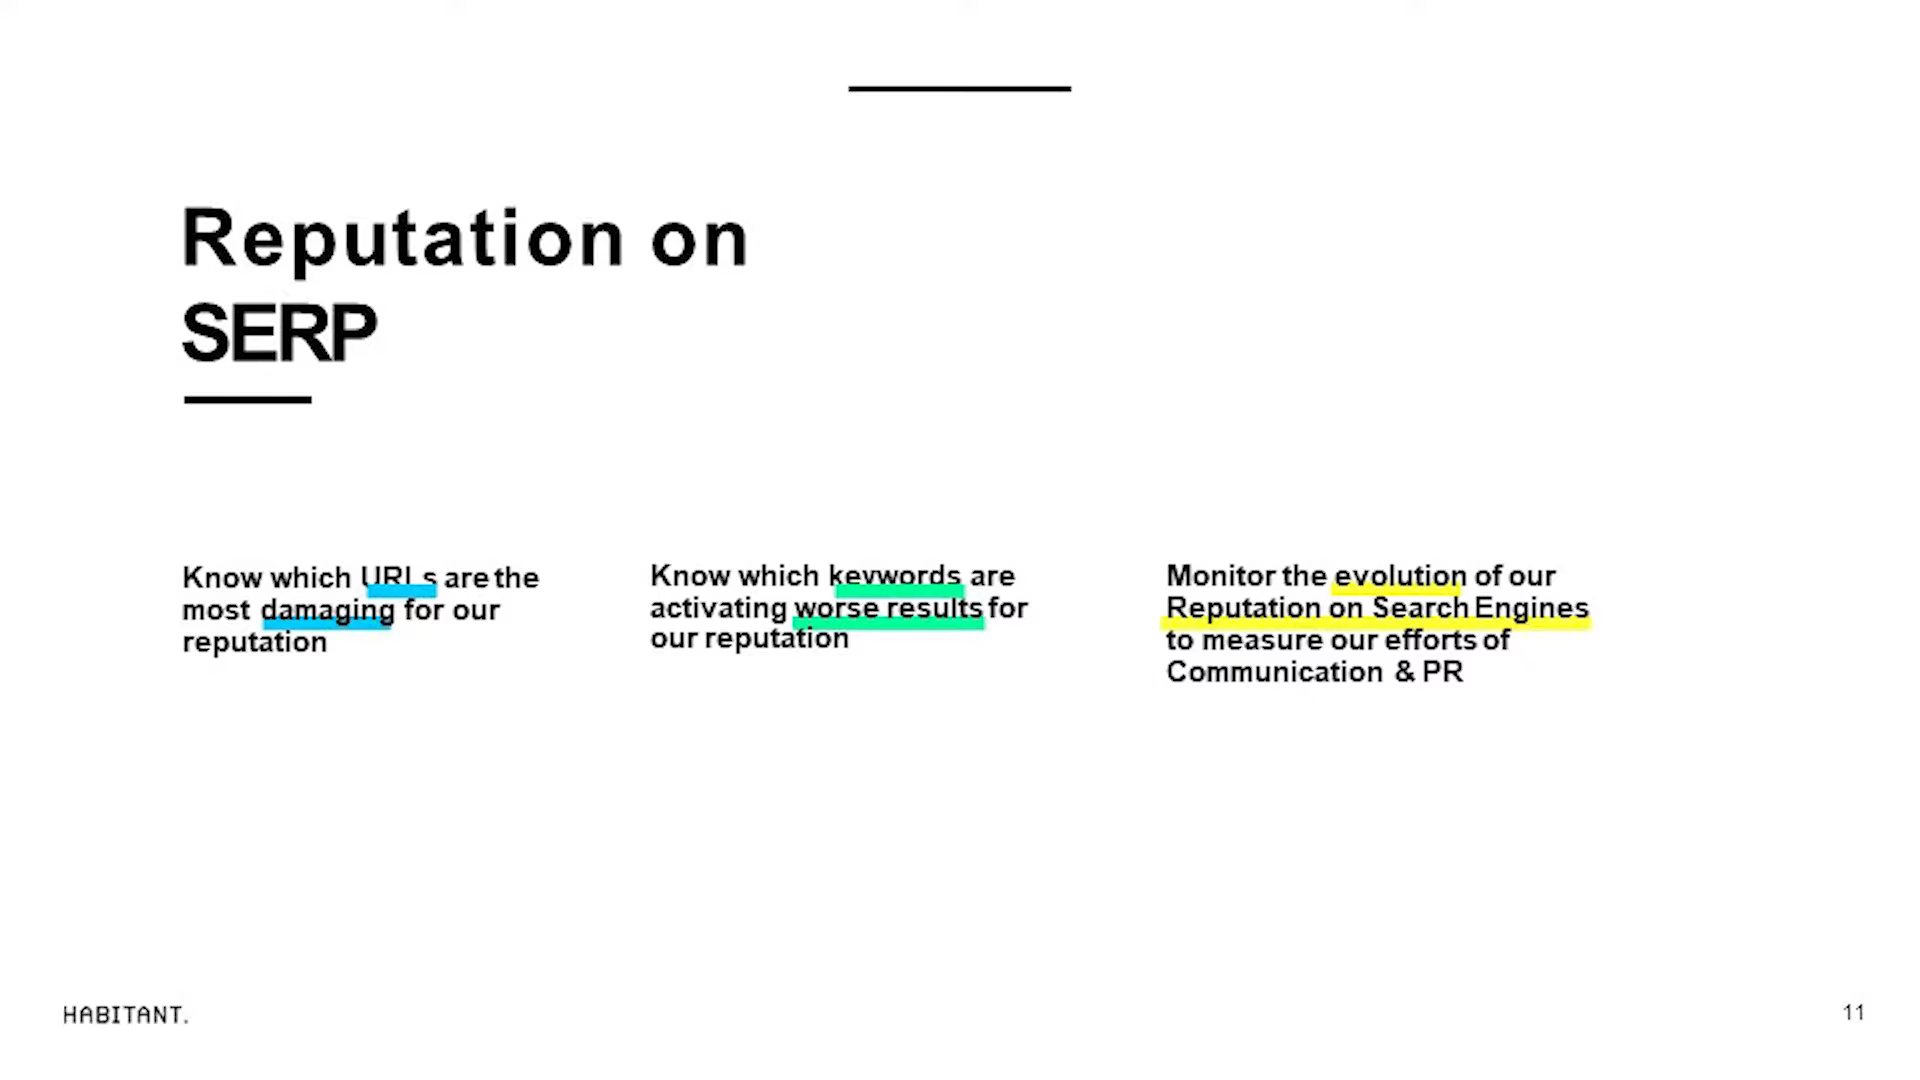 Reputation on
SERP
Know which URLs are the
most damaging for our
reputation
Know which keywords are
activating worse results for
our reputation
Monitor the evolution of our
Reputation on Search Engines
to measure our efforts of
Communication & PR
HABITANT.
11